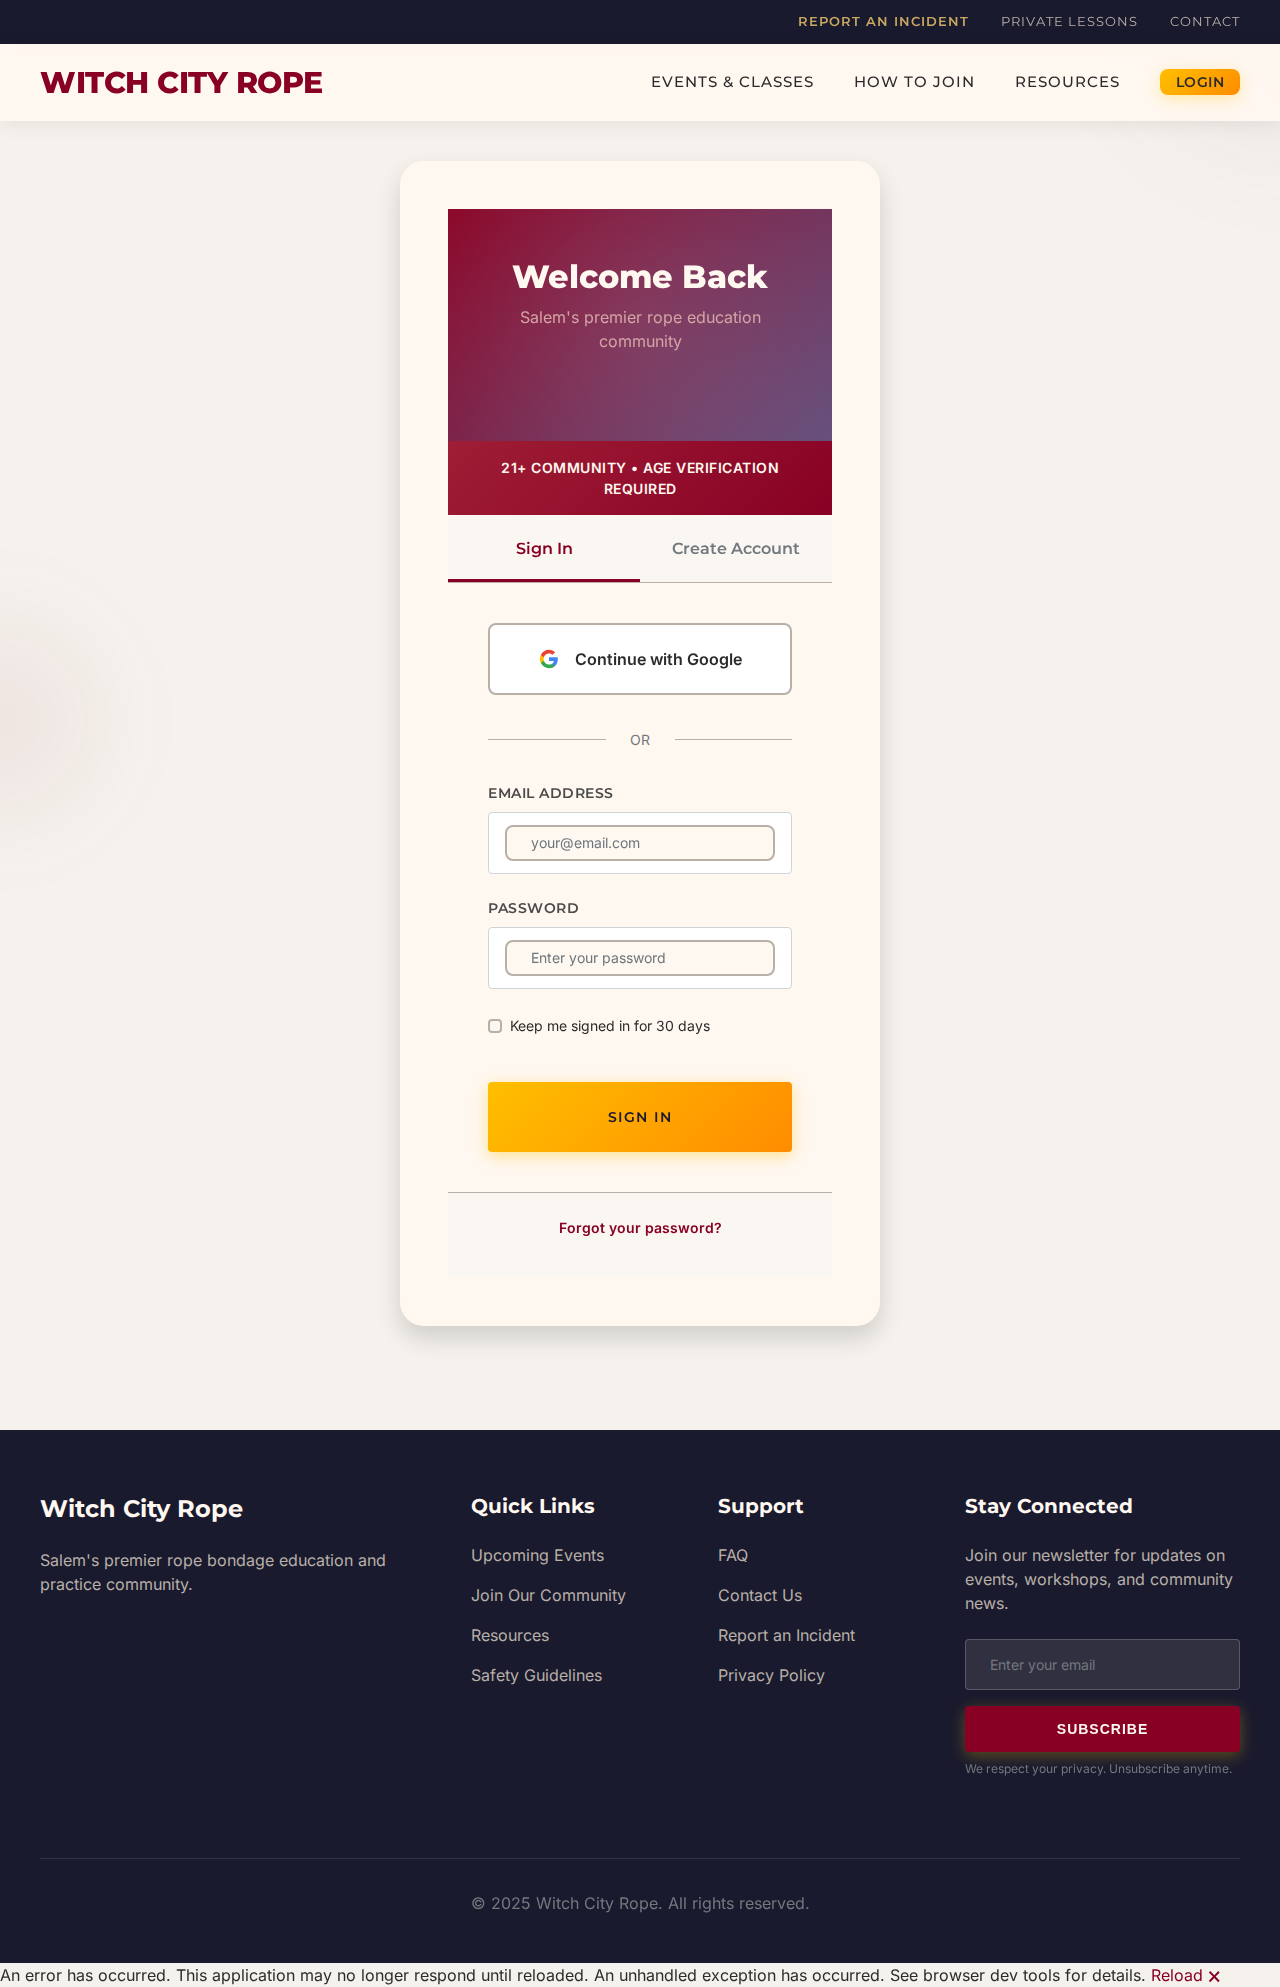 REPORT AN INCIDENT PRIVATE LESSONS CONTACT
WITCH CITY ROPE EVENTS & CLASSES HOW TO JOIN RESOURCES LOGIN
Welcome Back
Salem's premier rope education
community
21+ COMMUNITY • AGE VERIFICATION
REQUIRED
Sign In Create Account
Continue with Google
OR
EMAIL ADDRESS
your@email.com
PASSWORD
Enter your password
Keep me signed in for 30 days
SIGN IN
Forgot your password?
Witch City Rope
Salem's premier rope bondage education and
practice community.
Quick Links
Upcoming Events
Join Our Community
Resources
Safety Guidelines
Support
FAQ
Contact Us
Report an Incident
Privacy Policy
Stay Connected
Join our newsletter for updates on
events, workshops, and community
news.
Enter your email
SUBSCRIBE
We respect your privacy. Unsubscribe anytime.
© 2025 Witch City Rope. All rights reserved.
An error has occurred. This application may no longer respond until reloaded. An unhandled exception has occurred. See browser dev tools for details. Reload ×